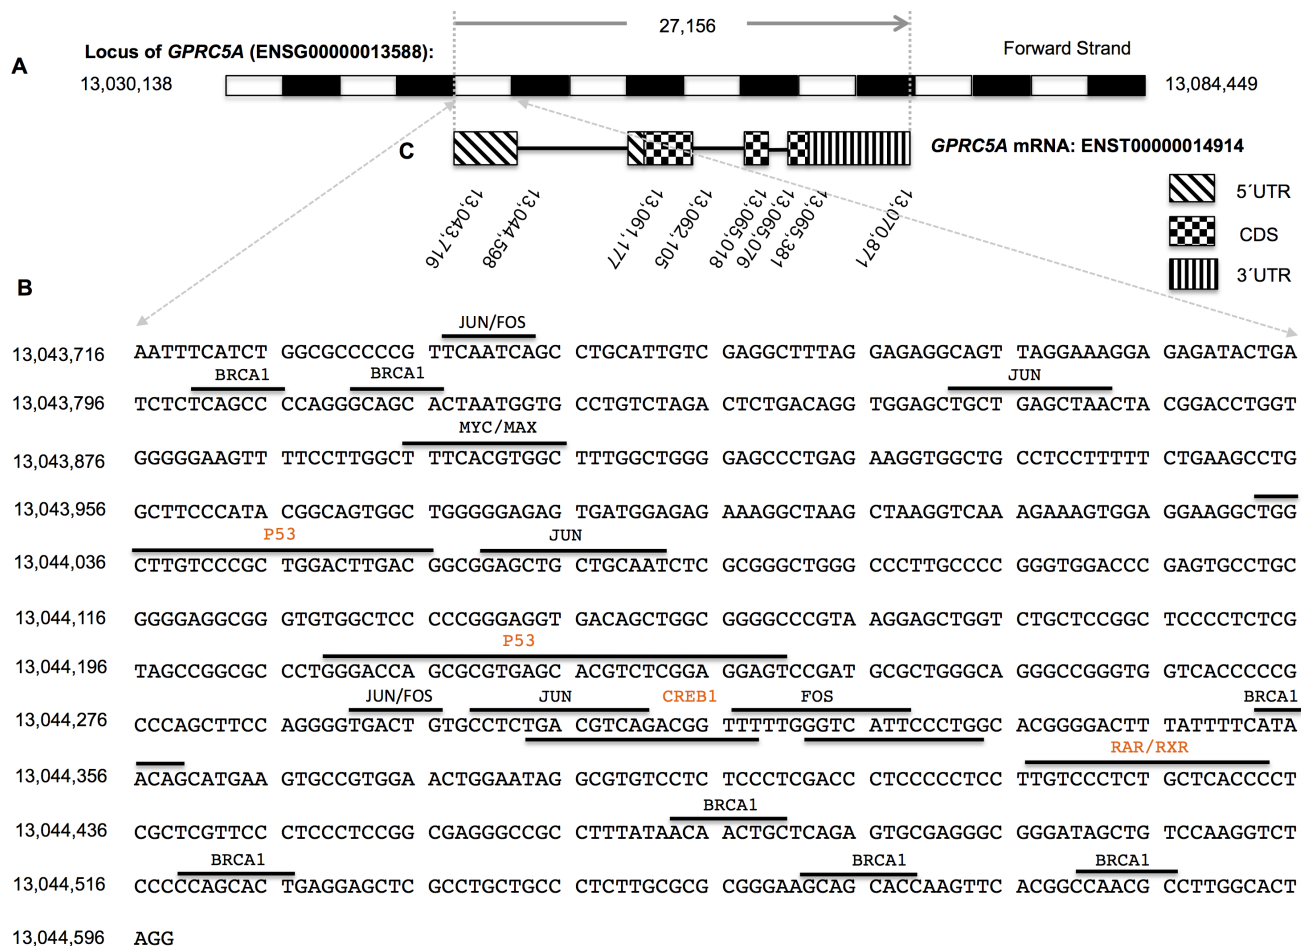 27,156
Locus of GPRC5A (ENSG00000013588):
Forward Strand
A
13,030,138
13,084,449
C
GPRC5A mRNA: ENST00000014914
5´UTR
CDS
3´UTR
13,043,716
13,044,598
13,061,177
13,062,105
13,065,018
13,065,076
13,065,381
13,070,871
B
JUN/FOS
13,043,716 AATTTCATCT GGCGCCCCCG TTCAATCAGC CTGCATTGTC GAGGCTTTAG GAGAGGCAGT TAGGAAAGGA GAGATACTGA
BRCA1 BRCA1 JUN
13,043,796 TCTCTCAGCC CCAGGGCAGC ACTAATGGTG CCTGTCTAGA CTCTGACAGG TGGAGCTGCT GAGCTAACTA CGGACCTGGT
MYC/MAX
13,043,876 GGGGGAAGTT TTCCTTGGCT TTCACGTGGC TTTGGCTGGG GAGCCCTGAG AAGGTGGCTG CCTCCTTTTT CTGAAGCCTG
13,043,956 GCTTCCCATA CGGCAGTGGC TGGGGGAGAG TGATGGAGAG AAAGGCTAAG CTAAGGTCAA AGAAAGTGGA GGAAGGCTGG
P53 JUN
13,044,036 CTTGTCCCGC TGGACTTGAC GGCGGAGCTG CTGCAATCTC GCGGGCTGGG CCCTTGCCCC GGGTGGACCC GAGTGCCTGC
13,044,116 GGGGAGGCGG GTGTGGCTCC CCCGGGAGGT GACAGCTGGC GGGGCCCGTA AGGAGCTGGT CTGCTCCGGC TCCCCTCTCG
P53
13,044,196 TAGCCGGCGC CCTGGGACCA GCGCGTGAGC ACGTCTCGGA GGAGTCCGAT GCGCTGGGCA GGGCCGGGTG GTCACCCCCG
JUN/FOS JUN CREB1 FOS BRCA1
13,044,276 CCCAGCTTCC AGGGGTGACT GTGCCTCTGA CGTCAGACGG TTTTTGGGTC ATTCCCTGGC ACGGGGACTT TATTTTCATA
RAR/RXR
13,044,356 ACAGCATGAA GTGCCGTGGA ACTGGAATAG GCGTGTCCTC TCCCTCGACC CTCCCCCTCC TTGTCCCTCT GCTCACCCCT
BRCA1
13,044,436 CGCTCGTTCC CTCCCTCCGG CGAGGGCCGC CTTTATAACA ACTGCTCAGA GTGCGAGGGC GGGATAGCTG TCCAAGGTCT
BRCA1 BRCA1 BRCA1
13,044,516 CCCCCAGCAC TGAGGAGCTC GCCTGCTGCC CTCTTGCGCG CGGGAAGCAG CACCAAGTTC ACGGCCAACG CCTTGGCACT
13,044,596 AGG